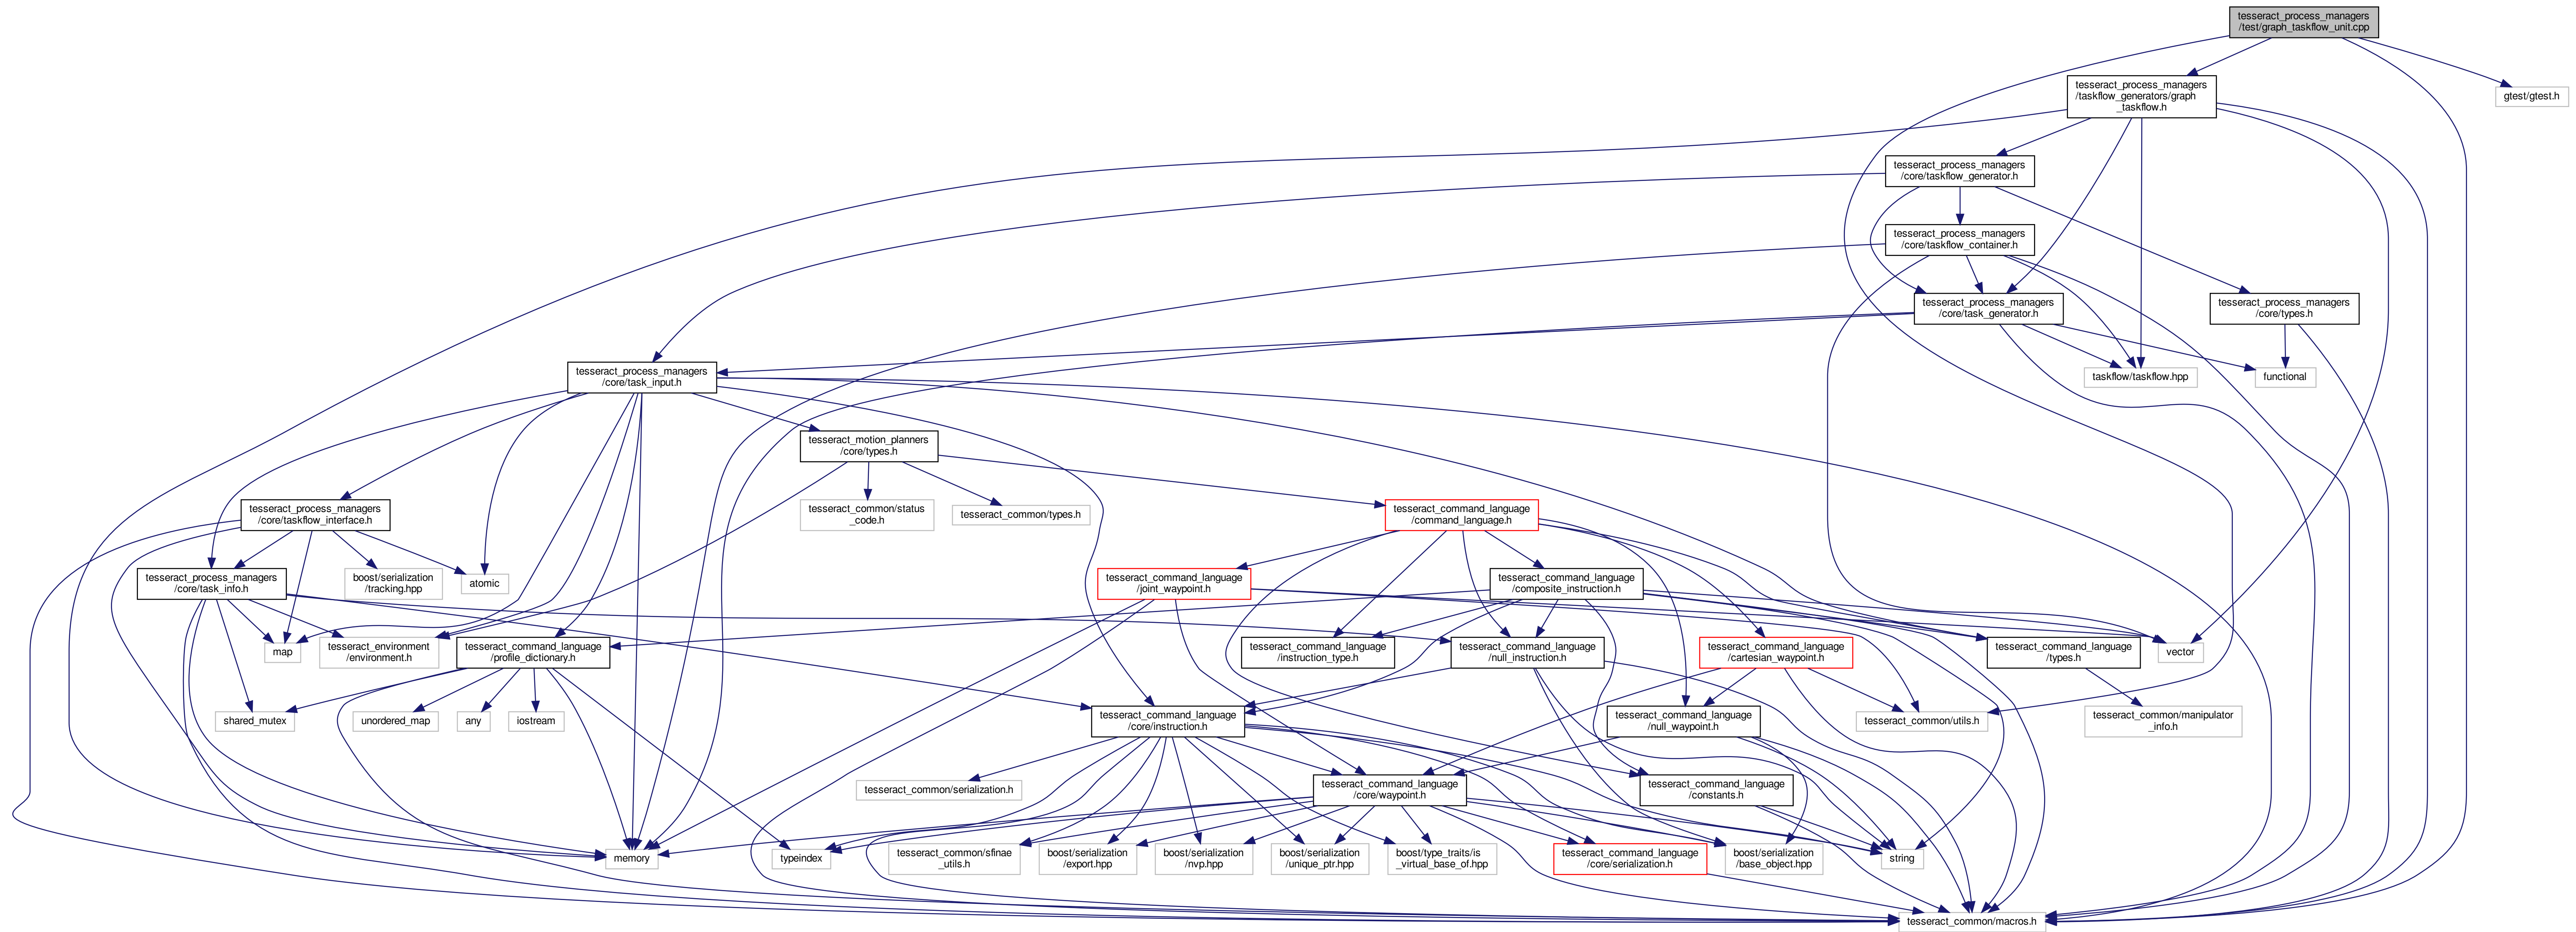 tesseract_process_managers
/test/graph_taskflow_unit.cpp
tesseract_process_managers
/taskflow_generators/graph
_taskflow.h
gtest/gtest.h
tesseract_process_managers
/core/taskflow_generator.h
tesseract_process_managers
/core/taskflow_container.h
tesseract_process_managers
/core/task_generator.h
tesseract_process_managers
/core/types.h
tesseract_process_managers
/core/task_input.h
taskflow/taskflow.hpp
functional
tesseract_motion_planners
/core/types.h
tesseract_process_managers
/core/taskflow_interface.h
tesseract_common/status
_code.h
tesseract_common/types.h
tesseract_command_language
/command_language.h
tesseract_process_managers
/core/task_info.h
boost/serialization
/tracking.hpp
atomic
tesseract_command_language
/joint_waypoint.h
tesseract_command_language
/composite_instruction.h
map
tesseract_environment
/environment.h
tesseract_command_language
/profile_dictionary.h
tesseract_command_language
/instruction_type.h
tesseract_command_language
/null_instruction.h
tesseract_command_language
/cartesian_waypoint.h
tesseract_command_language
/types.h
vector
shared_mutex
unordered_map
any
iostream
tesseract_command_language
/core/instruction.h
tesseract_command_language
/null_waypoint.h
tesseract_common/utils.h
tesseract_common/manipulator
_info.h
tesseract_common/serialization.h
tesseract_command_language
/core/waypoint.h
tesseract_command_language
/constants.h
memory
typeindex
tesseract_common/sfinae
_utils.h
boost/serialization
/export.hpp
boost/serialization
/nvp.hpp
boost/serialization
/unique_ptr.hpp
boost/type_traits/is
_virtual_base_of.hpp
tesseract_command_language
/core/serialization.h
boost/serialization
/base_object.hpp
string
tesseract_common/macros.h